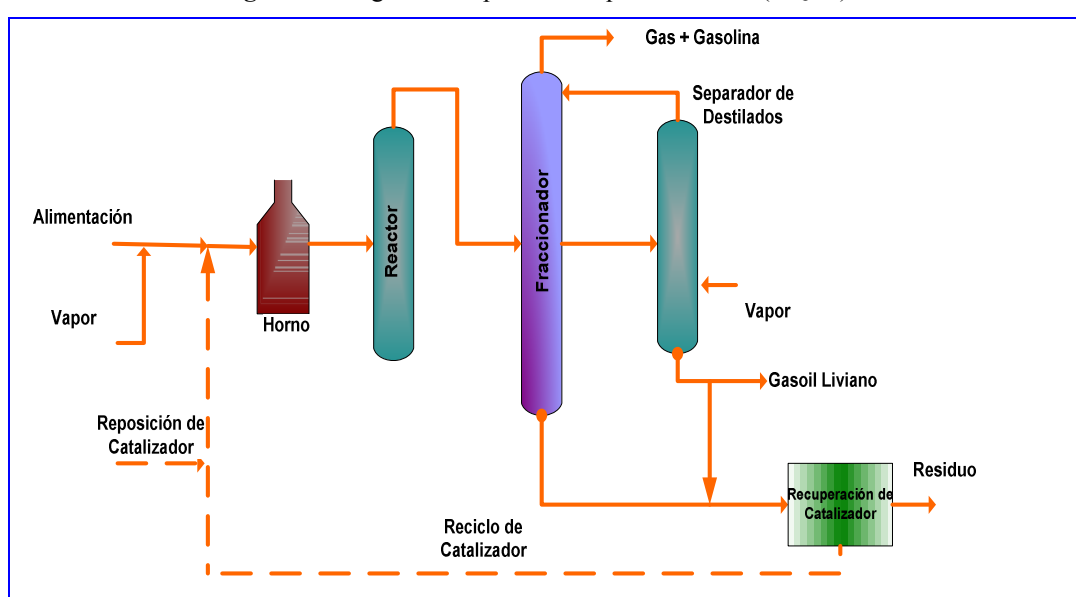 Gas + Gasolina
Separador de
Destilados
Alimentación
Reactor
Fraccionador
Vapor
Horno
Vapor
Gasoil Liviano
Reposición de
Catalizador
Recuperación de
Catalizador
Residuo
Reciclo de
Catalizador